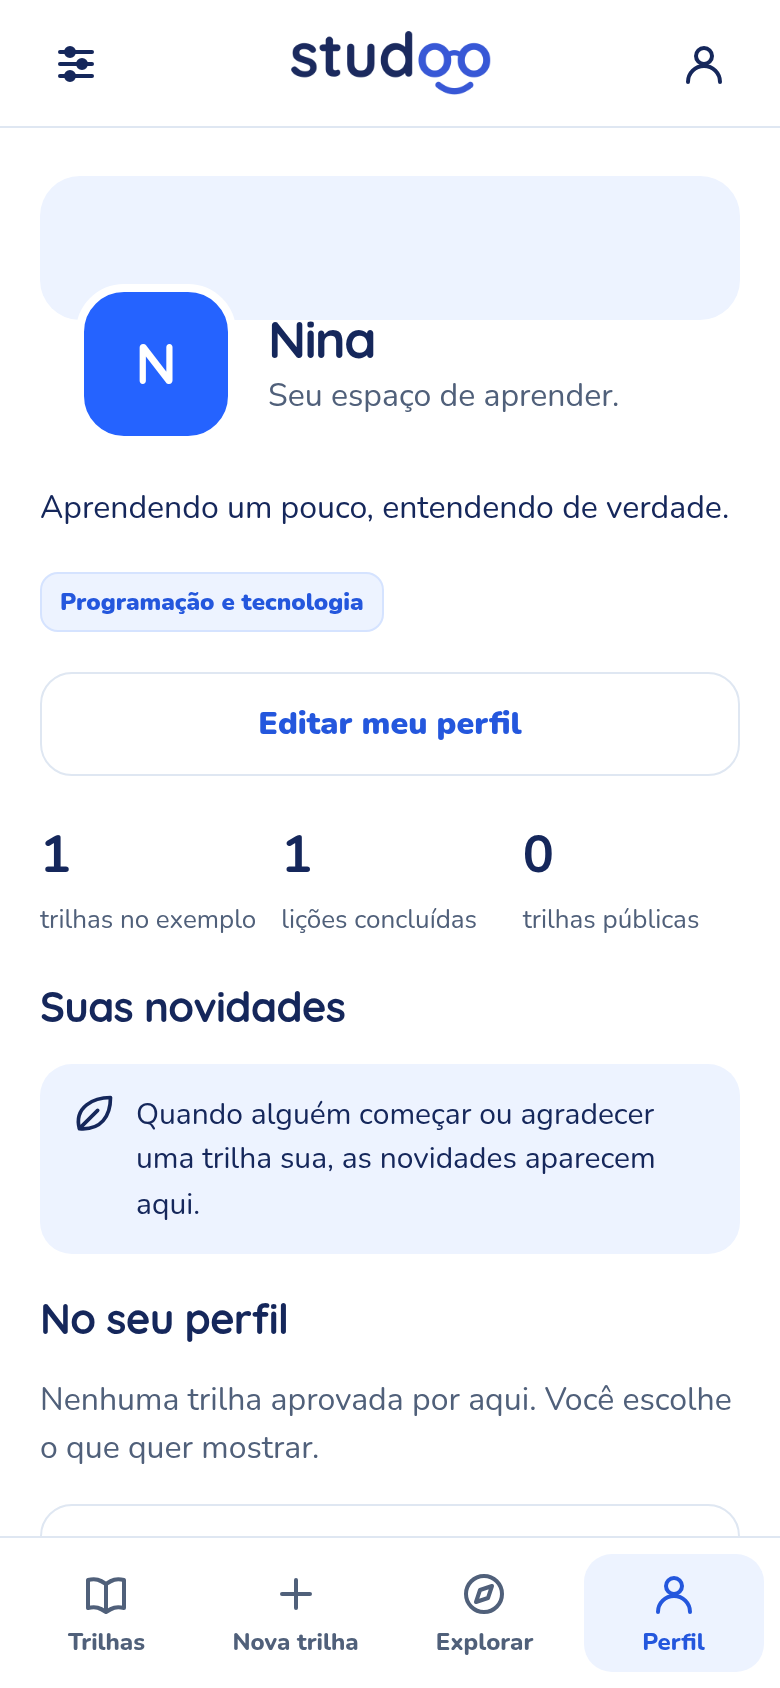 studoo
N
Nina
Seu espaço de aprender.
Aprendendo um pouco, entendendo de verdade.
Programação e tecnologia
Editar meu perfil
1
trilhas no exemplo
1
lições concluídas
0
trilhas públicas
Suas novidades
Quando alguém começar ou agradecer
uma trilha sua, as novidades aparecem
aqui.
No seu perfil
Nenhuma trilha aprovada por aqui. Você escolhe
o que quer mostrar.
Trilhas
Nova trilha
Explorar
Perfil